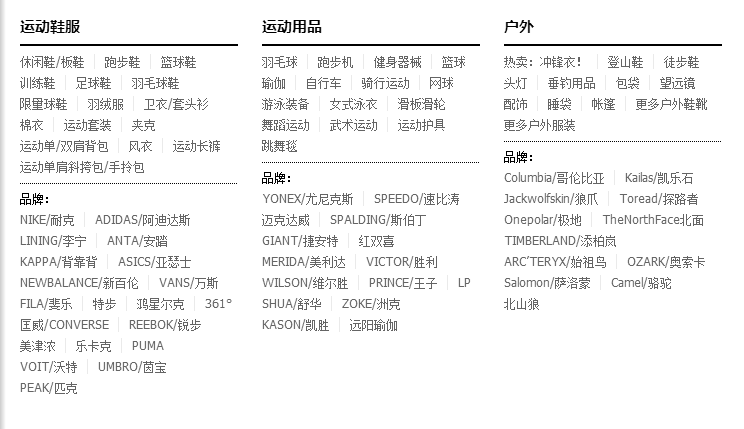 运动鞋服
休闲鞋/板鞋 跑步鞋 篮球鞋
训练鞋 足球鞋 羽毛球鞋
限量球鞋 羽绒服 卫衣/套头衫
棉衣 运动套装 夹克
运动单/双肩背包 风衣 运动长裤
运动单肩斜挎包/手拎包
品牌:
NIKE/耐克 ADIDAS/阿迪达斯
LINING/李宁 ANTA/安踏
KAPPA/背靠背 ASICS/亚瑟士
NEWBALANCE/新百伦 VANS/万斯
FILA/斐乐 特步 鸿星尔克 361°
匡威/CONVERSE REEBOK/锐步
美津浓 乐卡克 PUMA
VOIT/沃特 UMBRO/茵宝
PEAK/匹克
运动用品
羽毛球 跑步机 健身器械 篮球
瑜伽 自行车 骑行运动 网球
游泳装备 女式泳衣 滑板滑轮
舞蹈运动 武术运动 运动护具
跳舞毯
品牌:
YONEX/尤尼克斯 SPEEDO/速比涛
迈克达威 SPALDING/斯伯丁
GIANT/捷安特 红双喜
MERIDA/美利达 VICTOR/胜利
WILSON/维尔胜 PRINCE/王子 LP
SHUA/舒华 ZOKE/洲克
KASON/凯胜 远阳瑜伽
户外
热卖：冲锋衣！ 登山鞋 徒步鞋
头灯 垂钓用品 包袋 望远镜
配饰 睡袋 帐篷 更多户外鞋靴
更多户外服装
品牌:
Columbia/哥伦比亚 Kailas/凯乐石
Jackwolfskin/狼爪 Toread/探路者
Onepolar/极地 TheNorthFace北面
TIMBERLAND/添柏岚
ARC'TERYX/始祖鸟 OZARK/奥索卡
Salomon/萨洛蒙 Camel/骆驼
北山狼